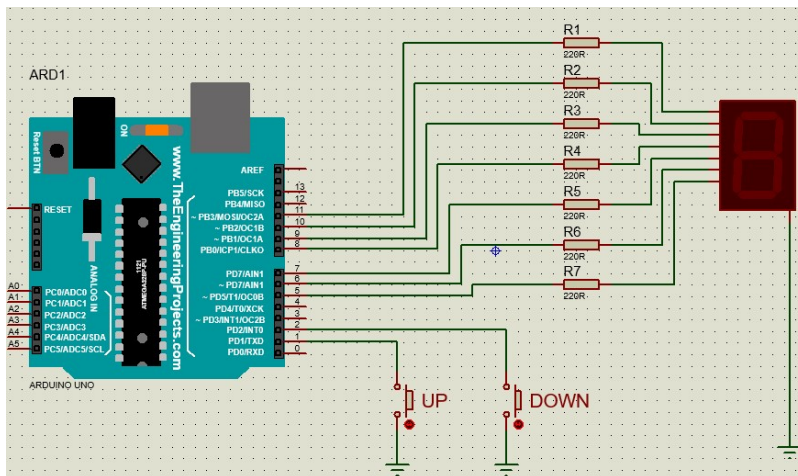 ARD1
Reset BTN
ON
www.TheEngineeringProjects.com
RESET
ANALOG IN
1121
ATMEGA328P-PU
A0
A1
A2
A3
A4
A5
PC0/ADC0
PC1/ADC1
PC2/ADC2
PC3/ADC3
PC4/ADC4/SDA
PC5/ADC5/SCL
AREF
PB5/SCK 13
PB4/MISO 12
~ PB3/MOSI/OC2A 11
~ PB2/OC1B 10
~ PB1/OC1A 9
PB0/ICP1/CLKO 8
PD7/AIN1 7
~ PD7/AIN1 6
~ PD5/T1/OC0B 5
PD4/T0/XCK 4
~ PD3/INT1/OC2B 3
PD2/INT0 2
PD1/TXD 1
PD0/RXD 0
ARDUINO UNO
R1
220R
R2
220R
R3
220R
R4
220R
R5
220R
R6
220R
R7
220R
UP
DOWN